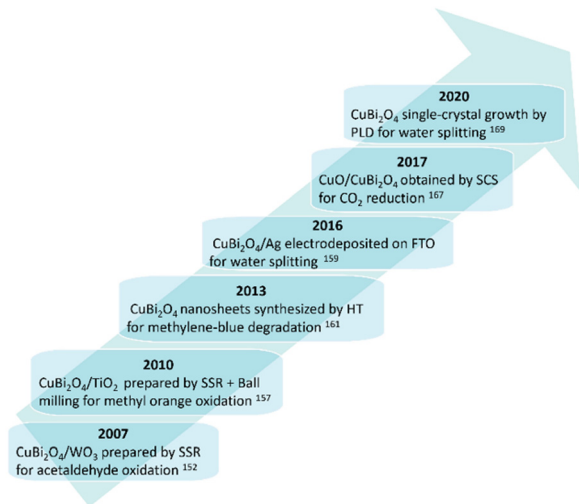 2020
CuBi₂O₄ single-crystal growth by
PLD for water splitting ¹⁶⁹
2017
CuO/CuBi₂O₄ obtained by SCS
for CO₂ reduction ¹⁶⁷
2016
CuBi₂O₄/Ag electrodeposited on FTO
for water splitting ¹⁵⁹
2013
CuBi₂O₄ nanosheets synthesized by HT
for methylene-blue degradation ¹⁶¹
2010
CuBi₂O₄/TiO₂ prepared by SSR + Ball
milling for methyl orange oxidation ¹⁵⁷
2007
CuBi₂O₄/WO₃ prepared by SSR
for acetaldehyde oxidation ¹⁵²